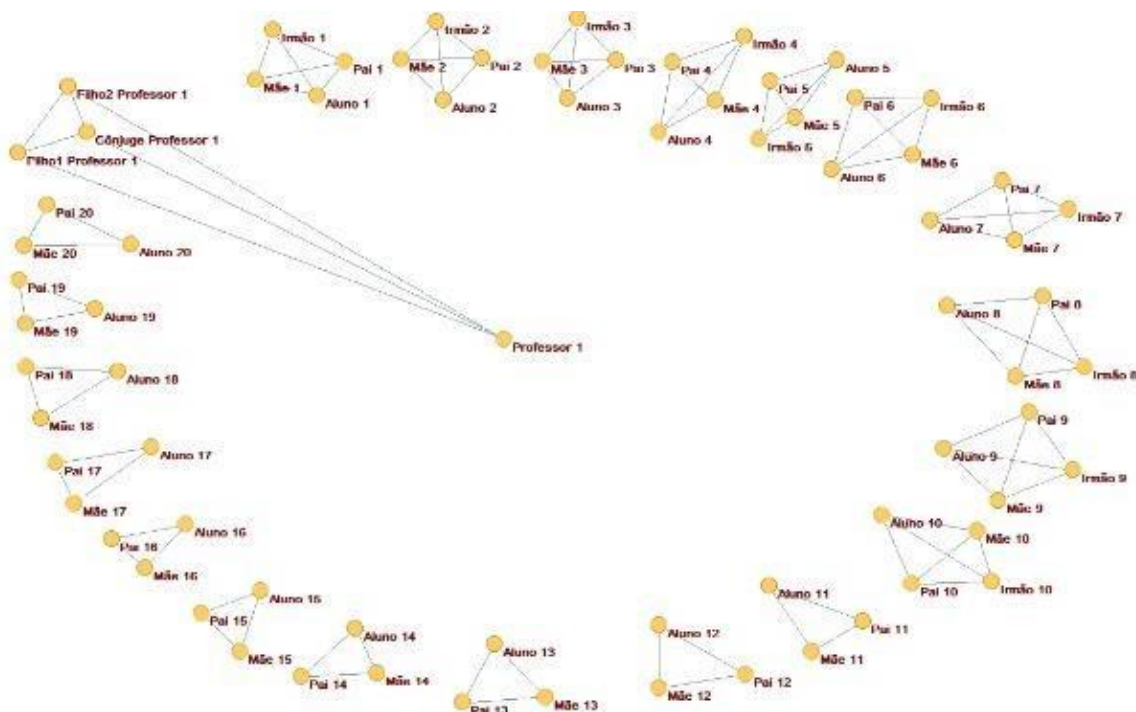 Irmão 1
Pai 1
Mãe 1
Aluno 1
Irmão 2
Mãe 2
Pai 2
Aluno 2
Irmão 3
Mãe 3
Pai 3
Aluno 3
Irmão 4
Pai 4
Mãe 4
Aluno 4
Aluno 5
Pai 5
Mãe 5
Irmão 5
Pai 6
Irmão 6
Mãe 6
Aluno 6
Filho2 Professor 1
Cônjuge Professor 1
Filho1 Professor 1
Pai 7
Irmão 7
Aluno 7
Mãe 7
Pai 20
Mãe 20
Aluno 20
Pai 19
Aluno 19
Mãe 19
Professor 1
Aluno 8
Pai 8
Irmão 8
Mãe 8
Pai 18
Aluno 18
Mãe 18
Pai 9
Aluno 9
Irmão 9
Mãe 9
Aluno 17
Pai 17
Mãe 17
Aluno 10
Mãe 10
Pai 10
Irmão 10
Aluno 16
Pai 16
Mãe 16
Aluno 11
Pai 11
Mãe 11
Aluno 15
Pai 15
Mãe 15
Aluno 14
Pai 14
Mãe 14
Aluno 13
Pai 13
Mãe 13
Aluno 12
Pai 12
Mãe 12